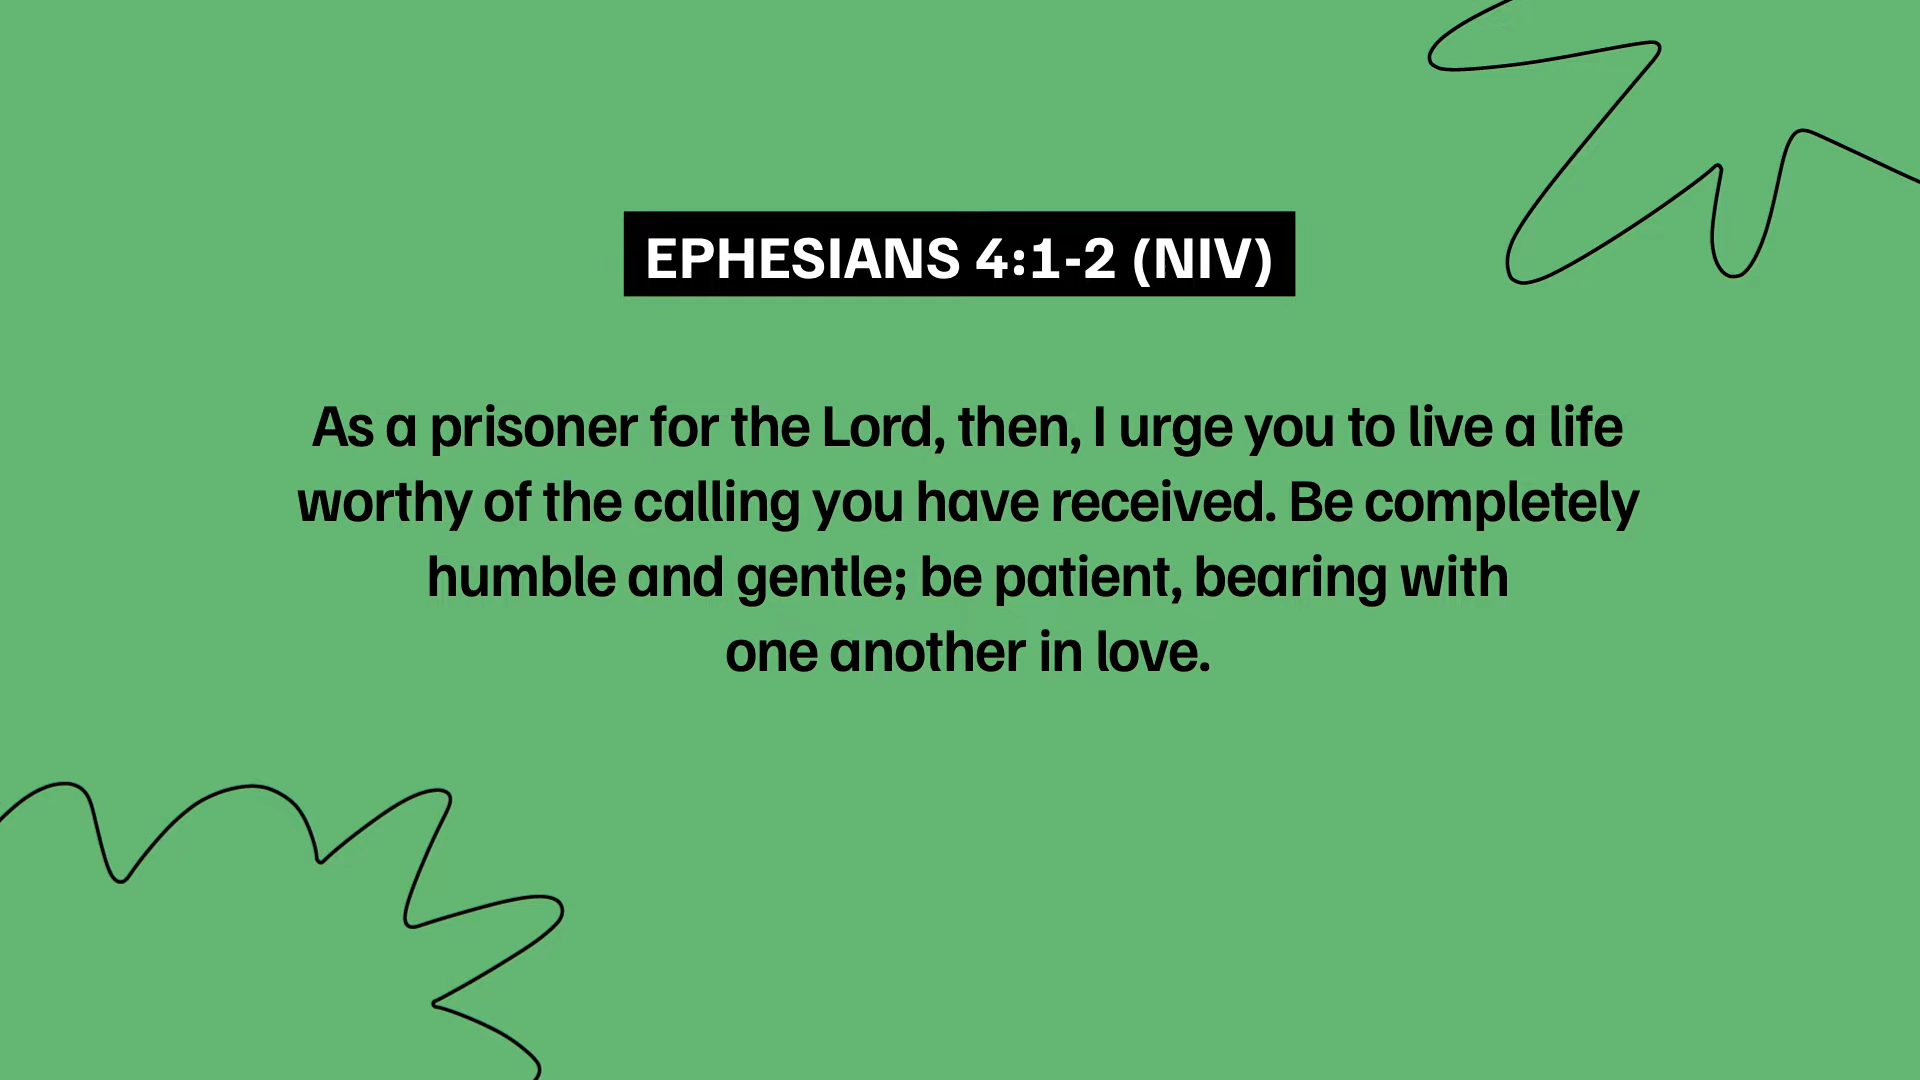 EPHESIANS 4:1-2 (NIV)
As a prisoner for the Lord, then, I urge you to live a life
worthy of the calling you have received. Be completely
humble and gentle; be patient, bearing with
one another in love.